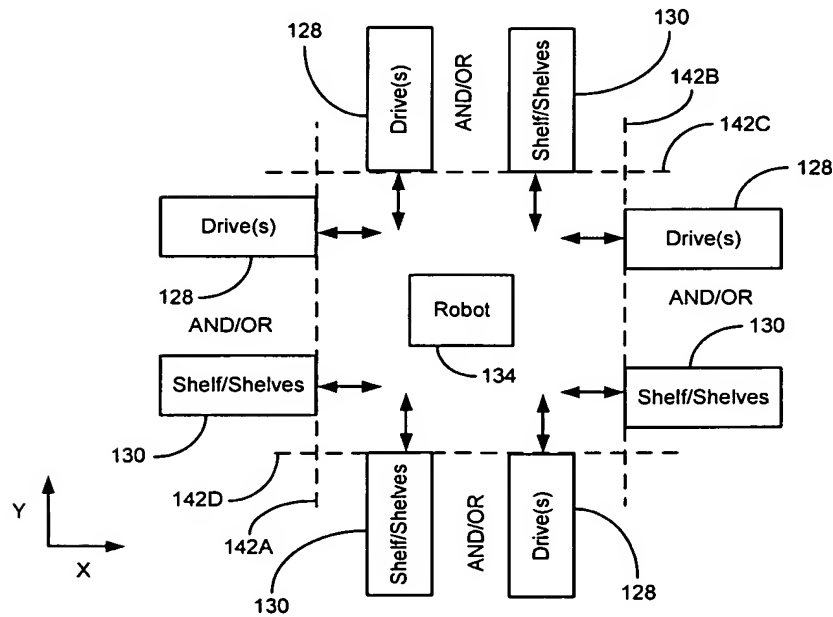 128
130
142B
142C
Drive(s)
AND/OR
Shelf/Shelves
128
Drive(s)
Drive(s)
128
AND/OR
Robot
AND/OR
130
134
Shelf/Shelves
Shelf/Shelves
130
142D
142A
Y
X
Shelf/Shelves
AND/OR
Drive(s)
130
128